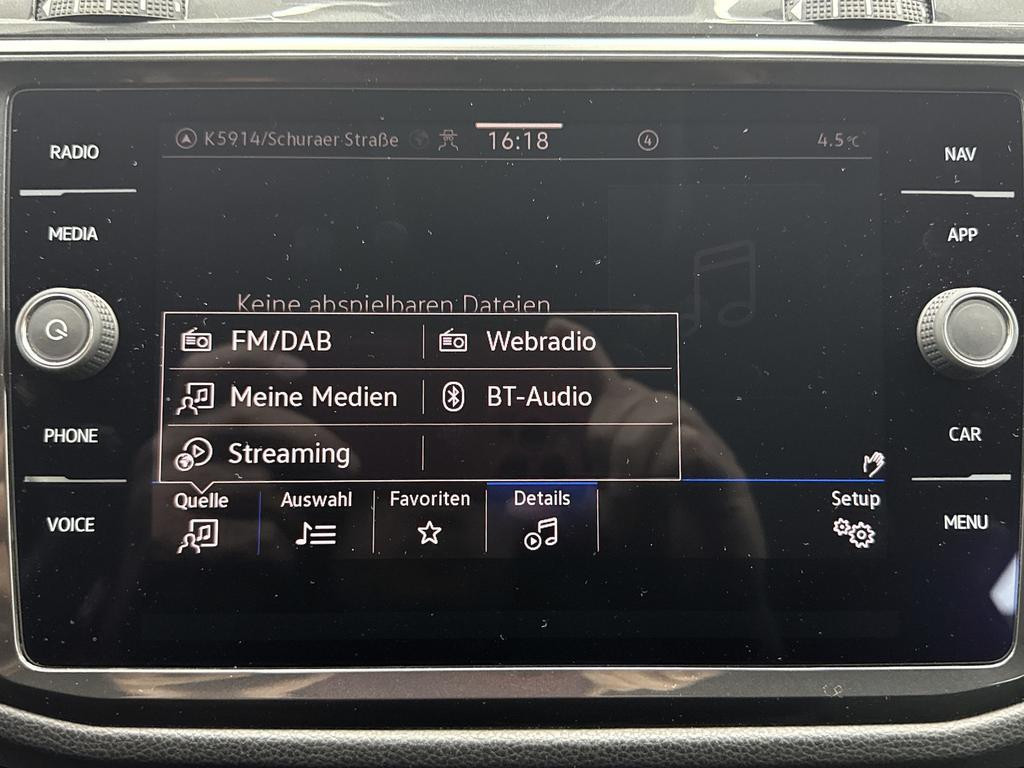 RADIO
MEDIA
PHONE
VOICE
K5914/Schuraer Straße 16:18 4 4.5°C
Keine abspielbaren Dateien
FM/DAB Webradio
Meine Medien BT-Audio
Streaming
Quelle Auswahl Favoriten Details Setup
NAV
APP
CAR
MENU